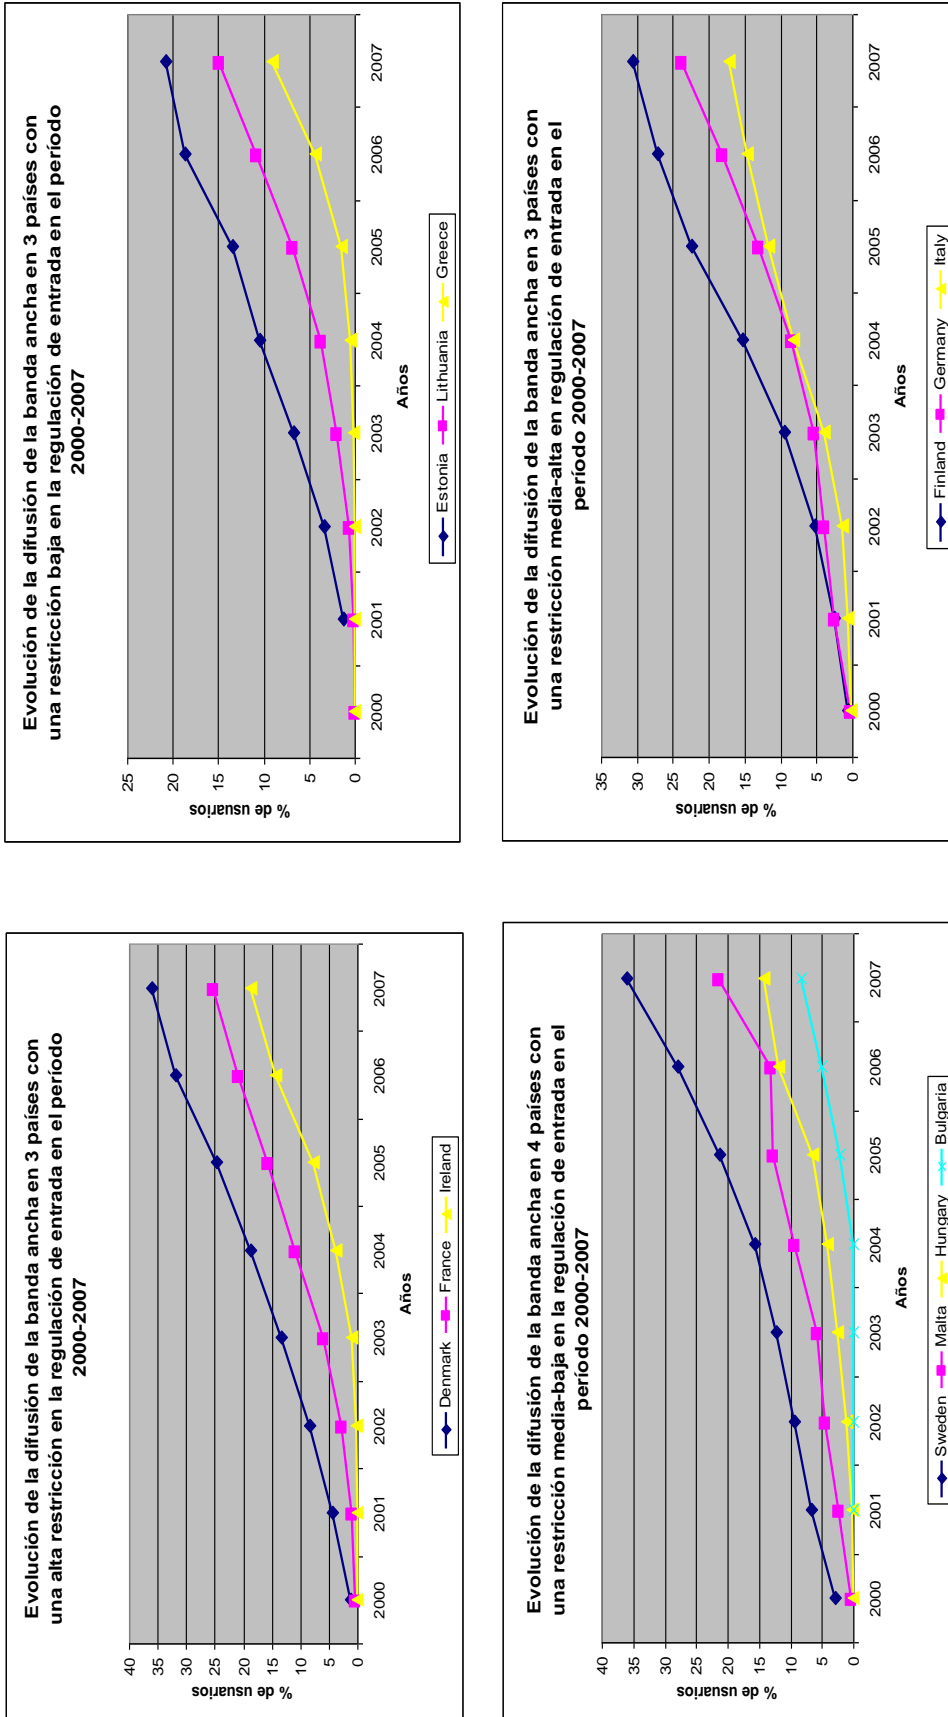 Evolución de la difusión de la banda ancha en 3 países con
una alta restricción en la regulación de entrada en el período
2000-2007
40
35
30
25
20
15
10
5
0
% de usuarios
2000 2001 2002 2003 2004 2005 2006 2007
Años
Denmark France Ireland
Evolución de la difusión de la banda ancha en 3 países con
una restricción baja en la regulación de entrada en el período
2000-2007
25
20
15
10
5
0
% de usuarios
2000 2001 2002 2003 2004 2005 2006 2007
Años
Estonia Lithuania Greece
Evolución de la difusión de la banda ancha en 4 países con
una restricción media-baja en la regulación de entrada en el
período 2000-2007
40
35
30
25
20
15
10
5
0
% de usuarios
2000 2001 2002 2003 2004 2005 2006 2007
Años
Sweden Malta Hungary Bulgaria
Evolución de la difusión de la banda ancha en 3 países con
una restricción media-alta en regulación de entrada en el
período 2000-2007
35
30
25
20
15
10
5
0
% de usuarios
2000 2001 2002 2003 2004 2005 2006 2007
Años
Finland Germany Italy